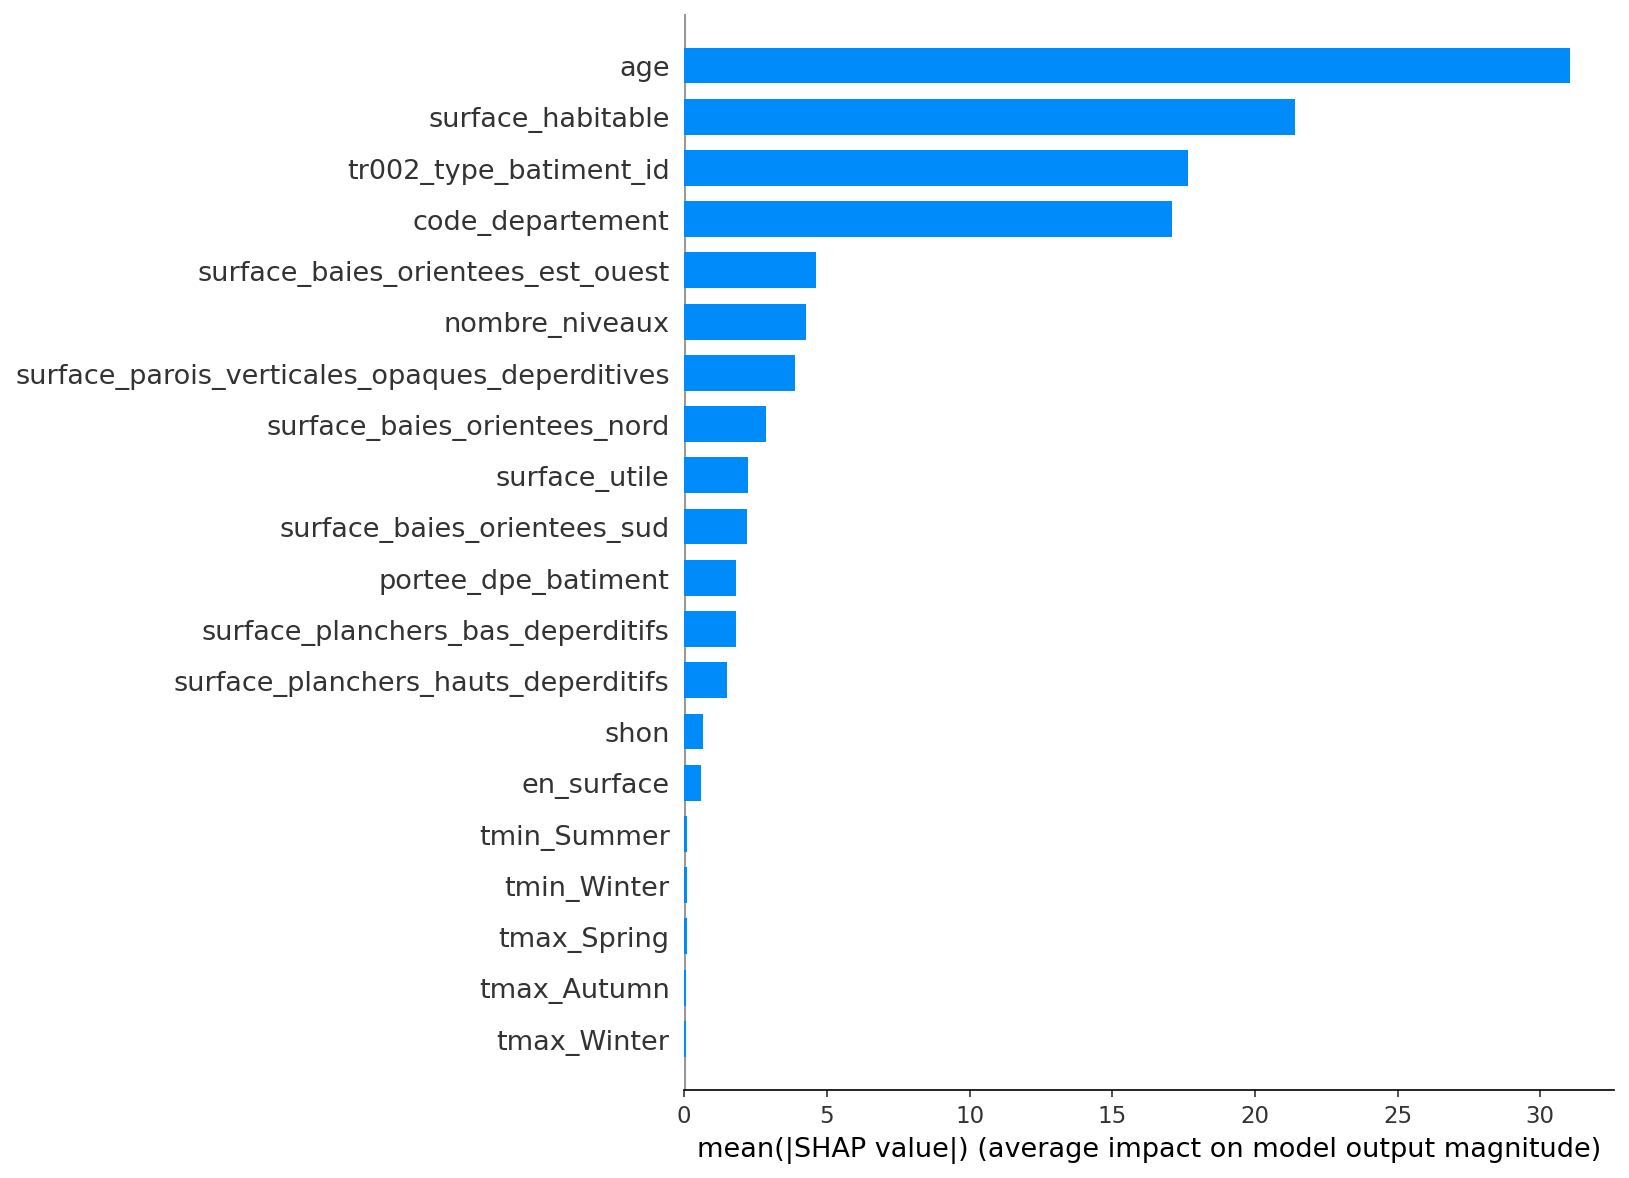 age
surface_habitable
tr002_type_batiment_id
code_departement
surface_baies_orientees_est_ouest
nombre_niveaux
surface_parois_verticales_opaques_deperditives
surface_baies_orientees_nord
surface_utile
surface_baies_orientees_sud
portee_dpe_batiment
surface_planchers_bas_deperditifs
surface_planchers_hauts_deperditifs
shon
en_surface
tmin_Summer
tmin_Winter
tmax_Spring
tmax_Autumn
tmax_Winter
0 5 10 15 20 25 30
mean(|SHAP value|) (average impact on model output magnitude)